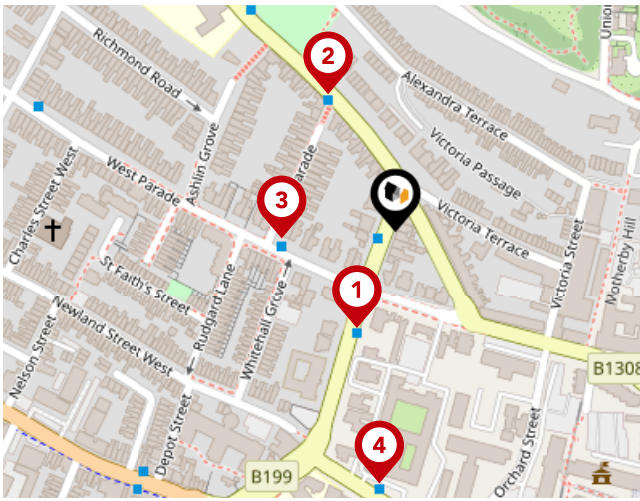 Union
2
Richmond Road
Alexandra Terrace
Ashlin Grove
arade
Victoria Passage
West Parade
3
Charles Street West
Victoria Terrace
Victoria Street
Motherby Hill
St Faith's Street
Rudgard Lane
Whitehall Grove
1
Newland Street West
Nelson Street
B1308
Depot Street
Orchard Street
4
B199